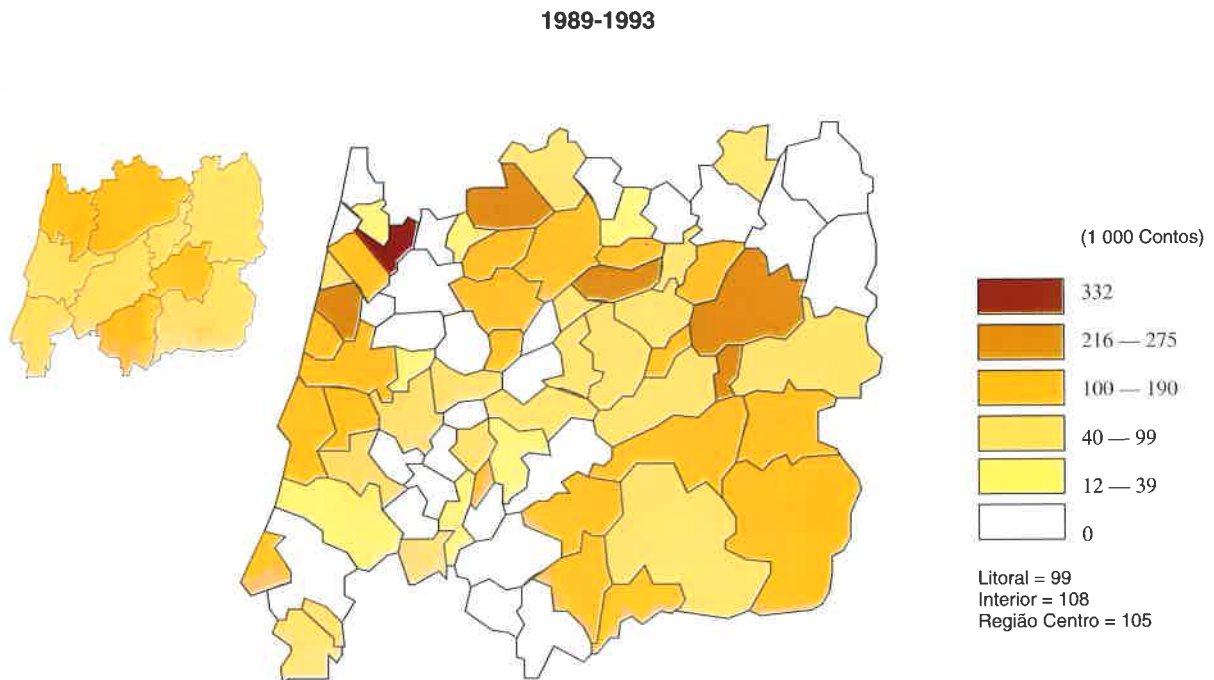 1989-1993
(1 000 Contos)
332
216 — 275
100 — 190
40 — 99
12 — 39
0
Litoral = 99
Interior = 108
Região Centro = 105